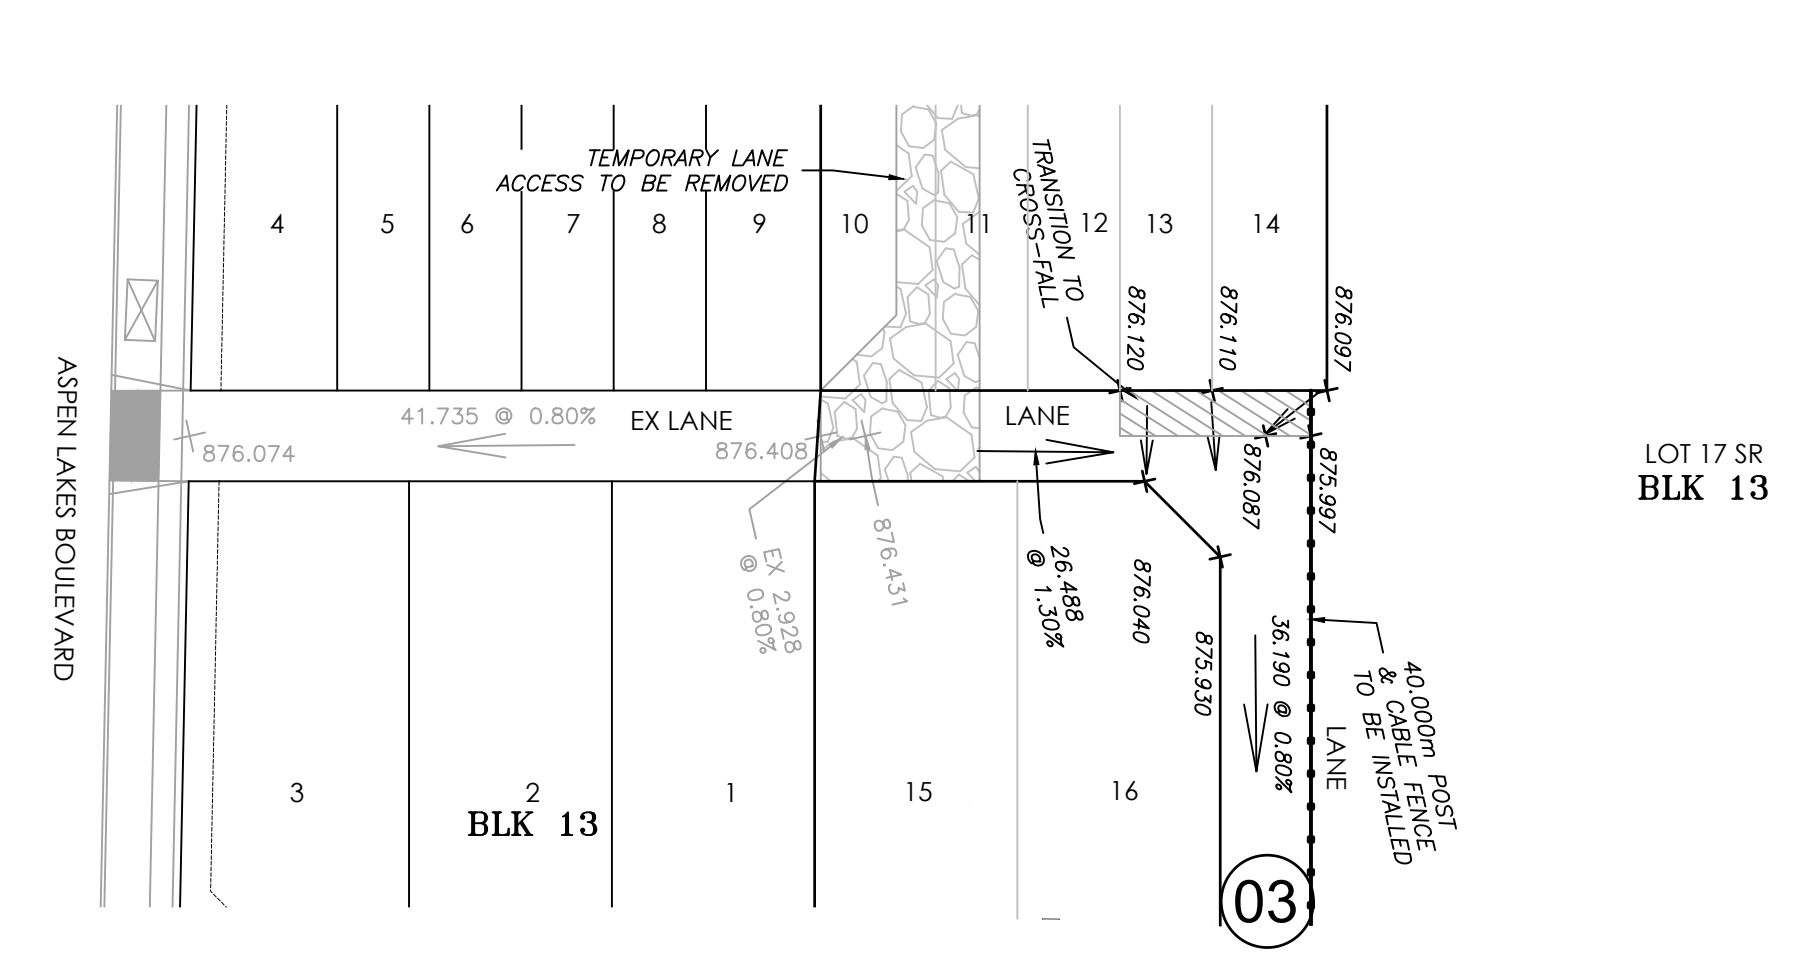 TEMPORARY LANE
ACCESS TO BE REMOVED
TRANSITION TO
CROSS-FALL
4
5
6
7
8
9
10
11
12
13
14
876.120
876.110
876.097
ASPEN LAKES BOULEVARD
876.074
41.735 @ 0.80%
EX LANE
876.408
LANE
876.087
875.997
LOT 17 SR
BLK 13
EX 2.928
@ 0.80%
876.431
26.488
@ 1.30%
876.040
875.930
36.190 @ 0.80%
LANE
40.000m POST
& CABLE FENCE
TO BE INSTALLED
3
2
1
15
16
BLK 13
03